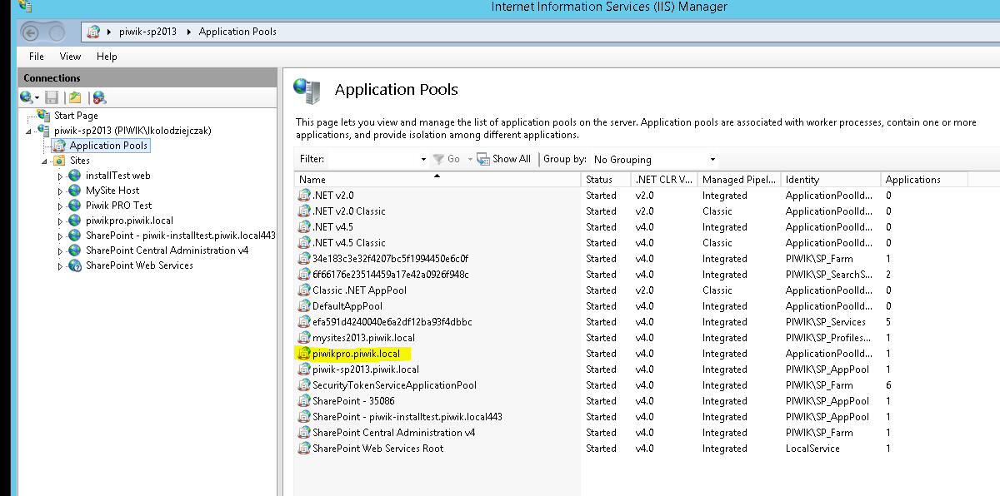 Internet Information Services (IIS) Manager
piwik-sp2013 Application Pools
File View Help
Connections
Start Page
piwik-sp2013 (PIWIK\lkolodziejczak)
Application Pools
Sites
installTest web
MySite Host
Piwik PRO Test
piwikpro.piwik.local
SharePoint - piwik-installtest.piwik.local443
SharePoint Central Administration v4
SharePoint Web Services
Application Pools
This page lets you view and manage the list of application pools on the server. Application pools are associated with worker processes, contain one or more
applications, and provide isolation among different applications.
Filter: Go Show All Group by: No Grouping
Name Status .NET CLR V... Managed Pipel... Identity Applications
.NET v2.0 Started v2.0 Integrated ApplicationPoolId... 0
.NET v2.0 Classic Started v2.0 Classic ApplicationPoolId... 0
.NET v4.5 Started v4.0 Integrated ApplicationPoolId... 0
.NET v4.5 Classic Started v4.0 Classic ApplicationPoolId... 0
34e183c3e32f4207bc5f1994450e6c0f Started v4.0 Integrated PIWIK\SP_Farm 1
6f66176e23514459a17e42a0926f948c Started v4.0 Integrated PIWIK\SP_SearchS... 2
Classic .NET AppPool Started v2.0 Classic ApplicationPoolId... 0
DefaultAppPool Started v4.0 Integrated ApplicationPoolId... 0
efa591d4240040e6a2df12ba93f4dbbc Started v4.0 Integrated PIWIK\SP_Services 5
mysites2013.piwik.local Started v4.0 Integrated PIWIK\SP_Profiles... 1
piwikpro.piwik.local Started v4.0 Integrated ApplicationPoolId... 1
piwik-sp2013.piwik.local Started v4.0 Integrated PIWIK\SP_AppPool 1
SecurityTokenServiceApplicationPool Started v4.0 Integrated PIWIK\SP_Farm 6
SharePoint - 35086 Started v4.0 Integrated PIWIK\SP_AppPool 1
SharePoint - piwik-installtest.piwik.local443 Started v4.0 Integrated PIWIK\SP_AppPool 1
SharePoint Central Administration v4 Started v4.0 Integrated PIWIK\SP_Farm 1
SharePoint Web Services Root Started v4.0 Integrated LocalService 1